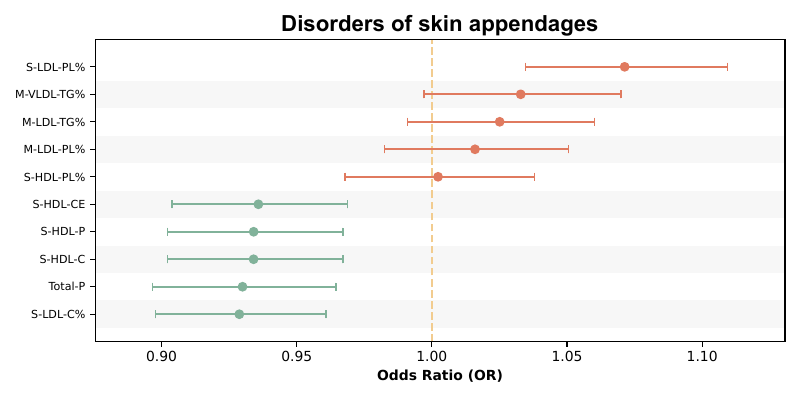 Disorders of skin appendages
S-LDL-PL%
M-VLDL-TG%
M-LDL-TG%
M-LDL-PL%
S-HDL-PL%
S-HDL-CE
S-HDL-P
S-HDL-C
Total-P
S-LDL-C%
0.90 0.95 1.00 1.05 1.10
Odds Ratio (OR)